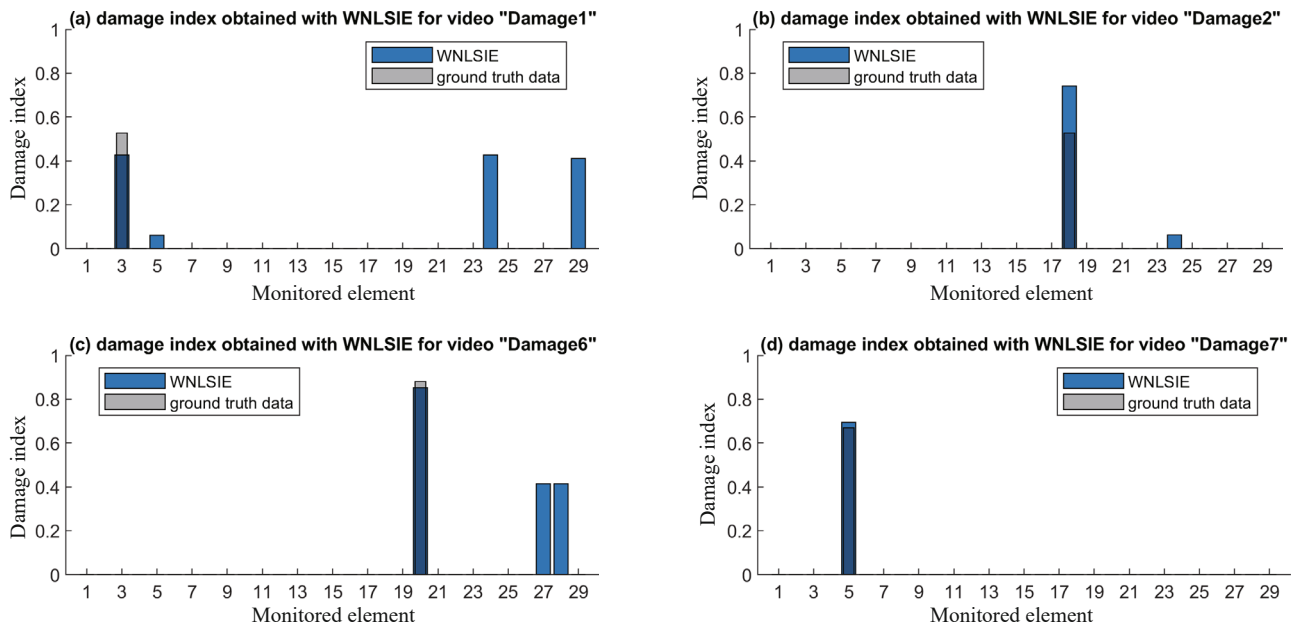 (a) damage index obtained with WNLSIE for video "Damage1"
1
0.8
0.6
0.4
0.2
0
Damage index
WNLSIE
ground truth data
1 3 5 7 9 11 13 15 17 19 21 23 25 27 29
Monitored element
(b) damage index obtained with WNLSIE for video "Damage2"
1
0.8
0.6
0.4
0.2
0
Damage index
WNLSIE
ground truth data
1 3 5 7 9 11 13 15 17 19 21 23 25 27 29
Monitored element
(c) damage index obtained with WNLSIE for video "Damage6"
1
0.8
0.6
0.4
0.2
0
Damage index
WNLSIE
ground truth data
1 3 5 7 9 11 13 15 17 19 21 23 25 27 29
Monitored element
(d) damage index obtained with WNLSIE for video "Damage7"
1
0.8
0.6
0.4
0.2
0
Damage index
WNLSIE
ground truth data
1 3 5 7 9 11 13 15 17 19 21 23 25 27 29
Monitored element